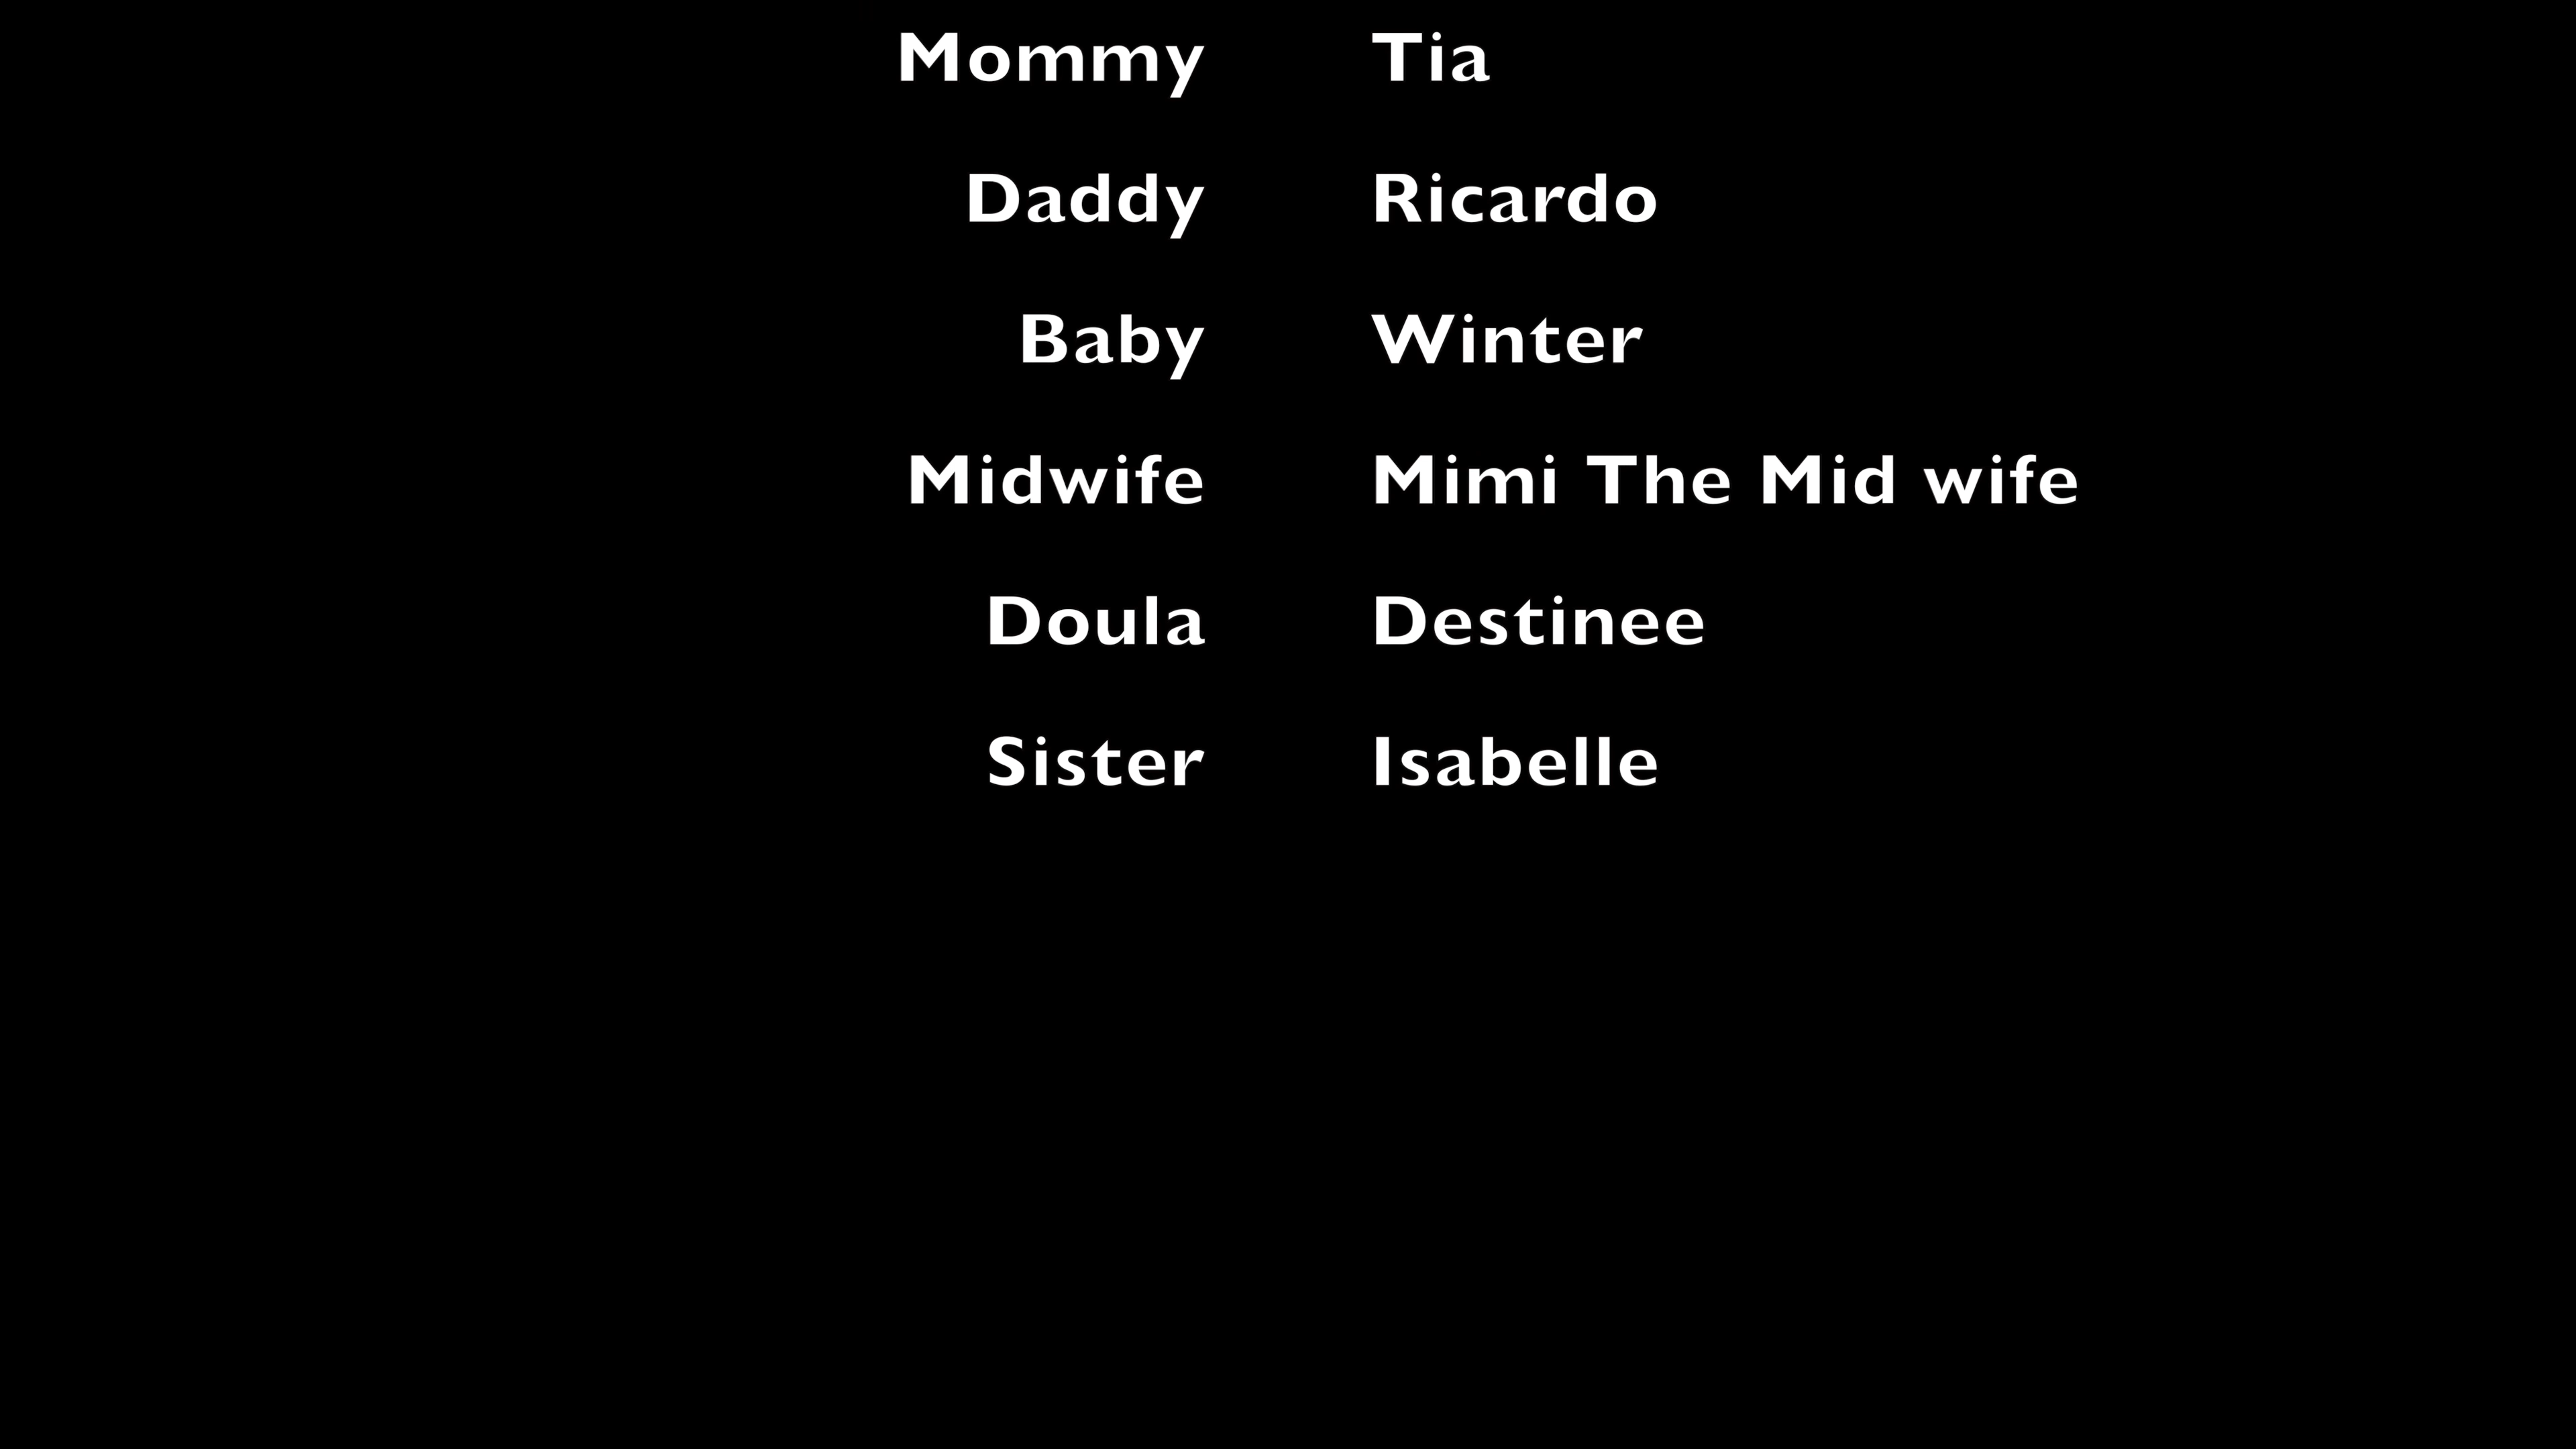 Mommy Tia
Daddy Ricardo
Baby Winter
Midwife Mimi The Mid wife
Doula Destinee
Sister Isabelle